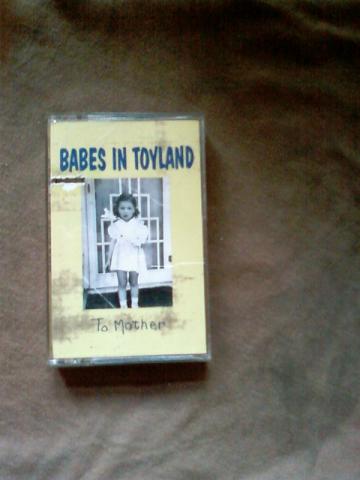 BABES IN TOYLAND
To Mother